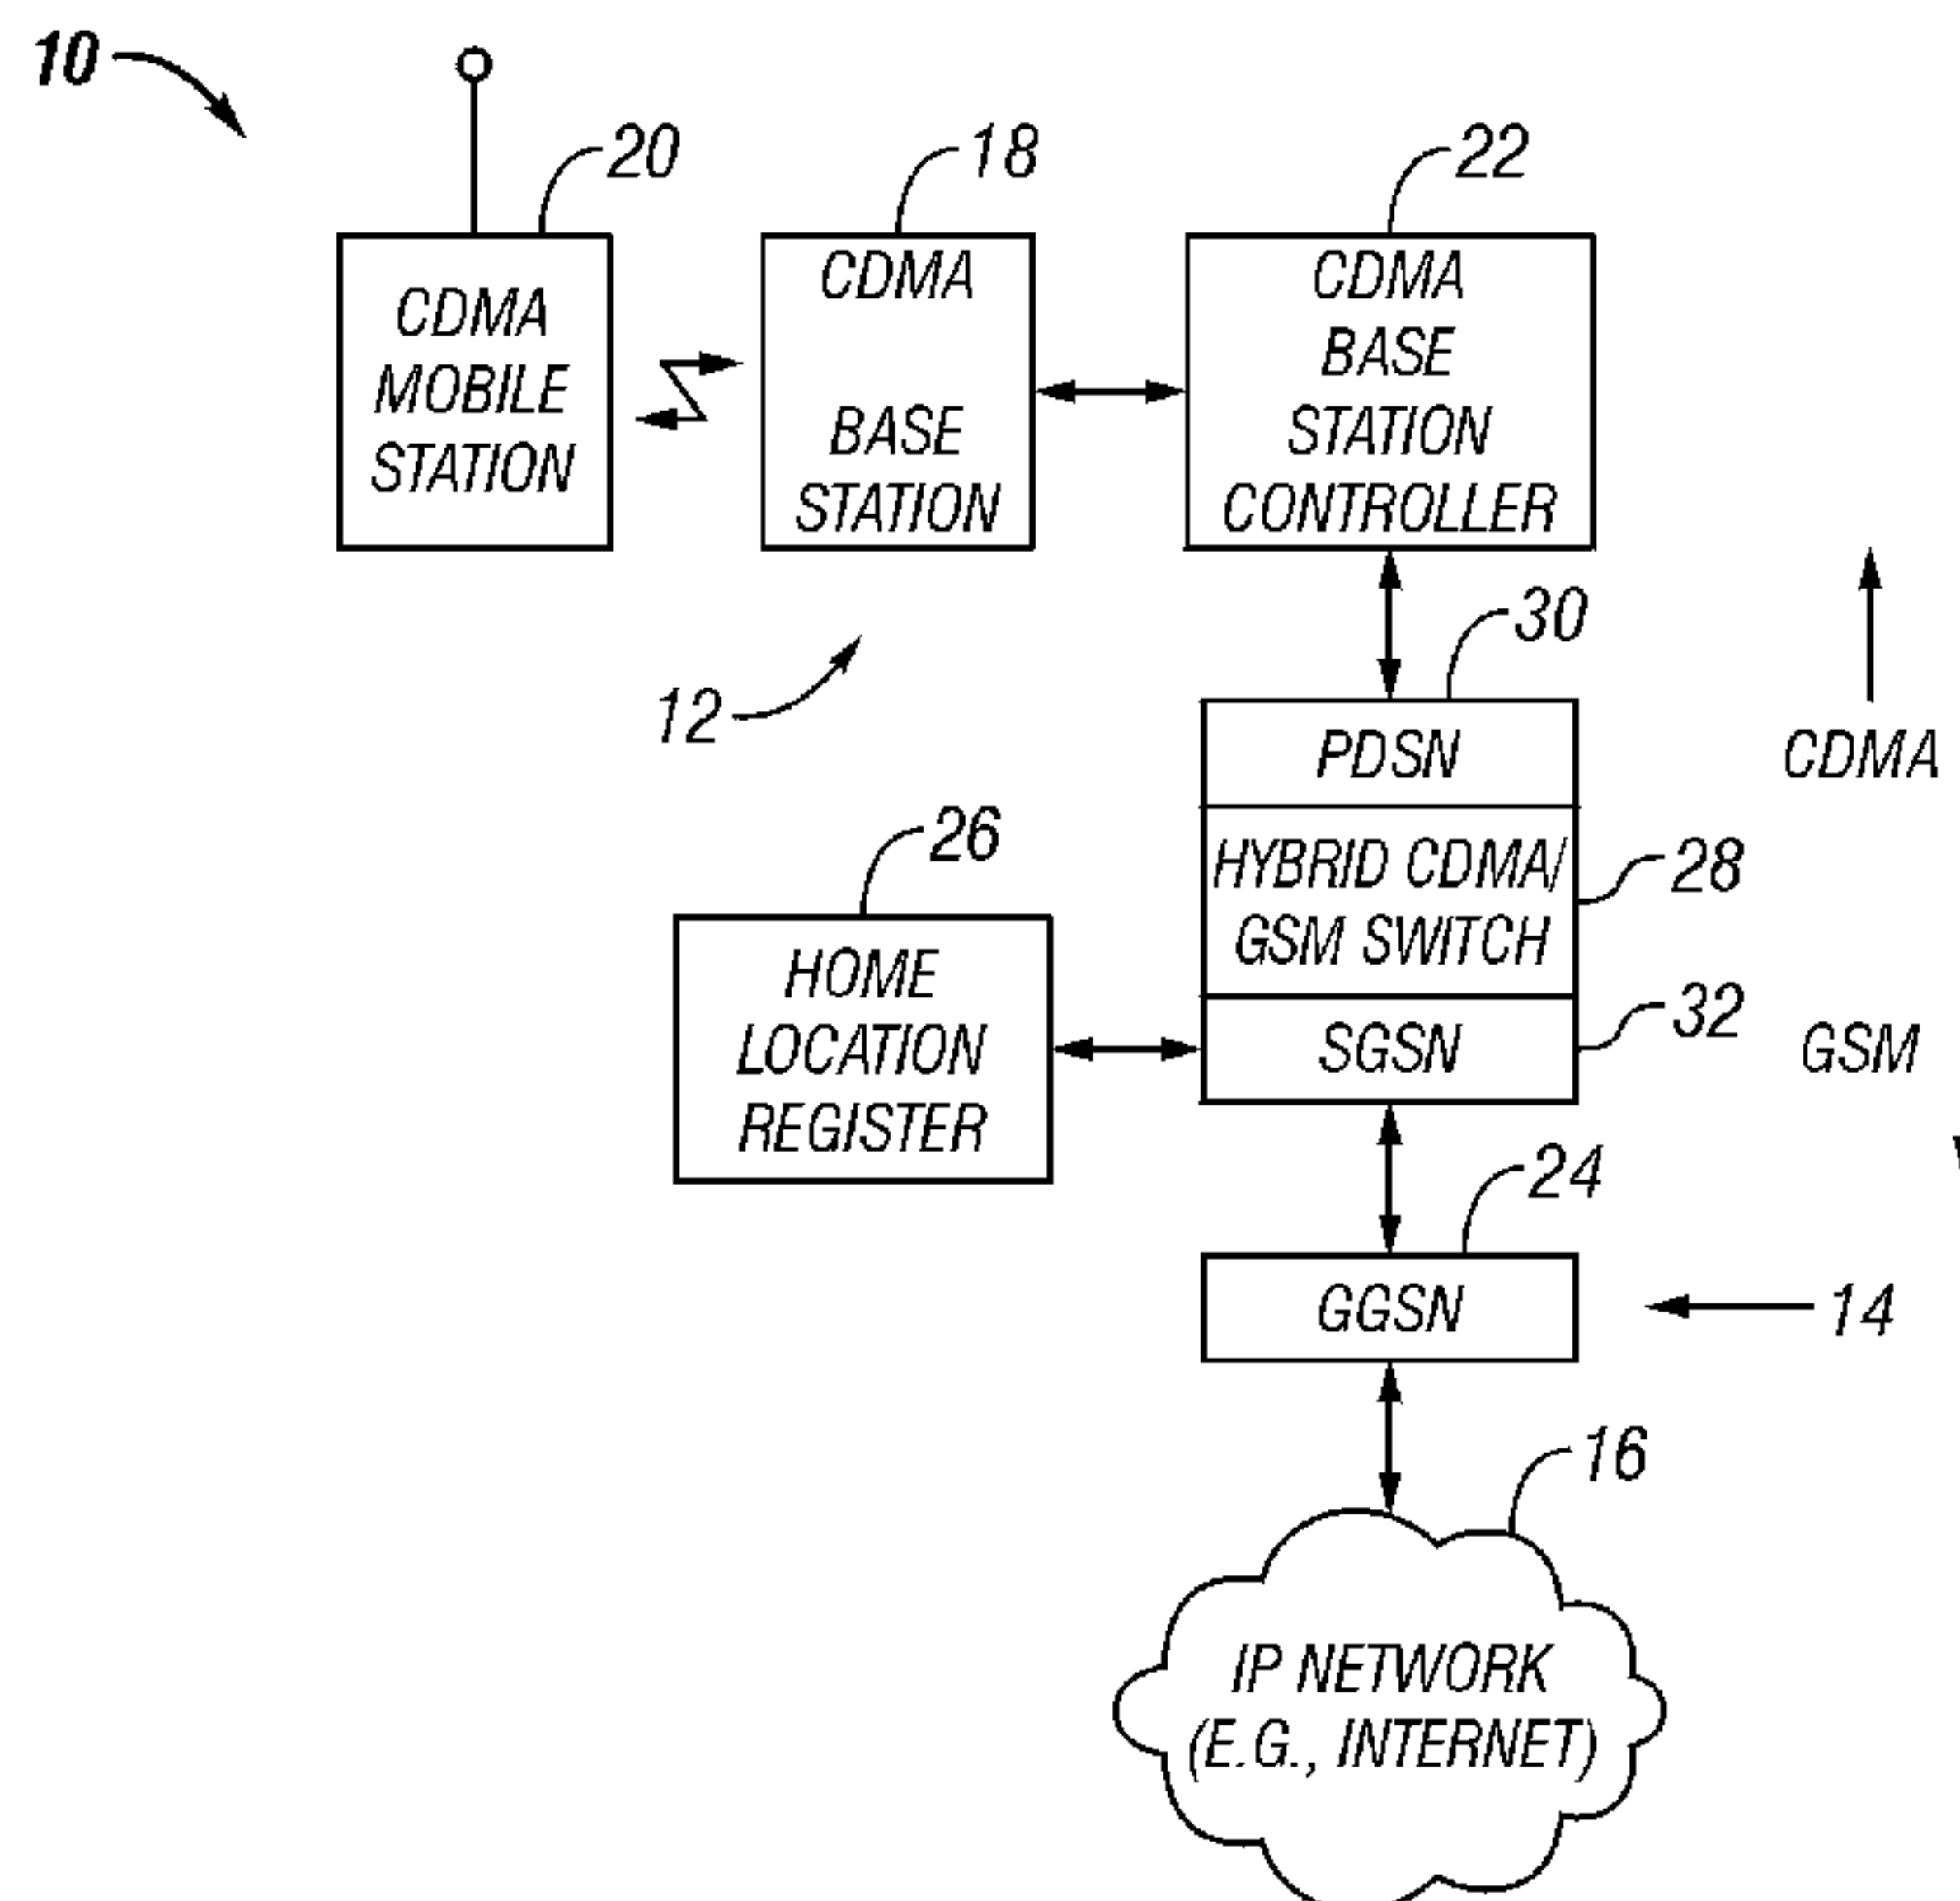 10
20
18
22
CDMA
MOBILE
STATION
CDMA
BASE
STATION
CDMA
BASE
STATION
CONTROLLER
30
12
PDSN
CDMA
26
HYBRID CDMA/
GSM SWITCH
28
HOME
LOCATION
REGISTER
SGSN
32
GSM
24
GGSN
14
16
IP NETWORK
(E.G., INTERNET)